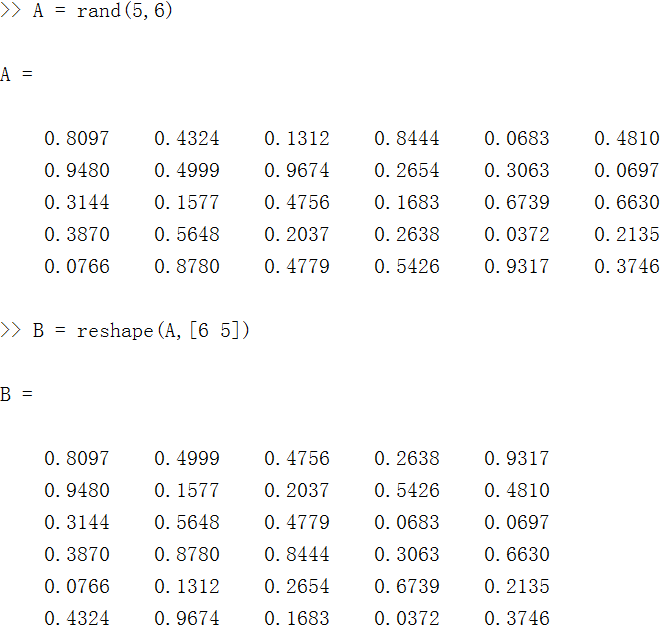 >> A = rand(5,6)
A =
0.8097 0.4324 0.1312 0.8444 0.0683 0.4810
0.9480 0.4999 0.9674 0.2654 0.3063 0.0697
0.3144 0.1577 0.4756 0.1683 0.6739 0.6630
0.3870 0.5648 0.2037 0.2638 0.0372 0.2135
0.0766 0.8780 0.4779 0.5426 0.9317 0.3746
>> B = reshape(A,[6 5])
B =
0.8097 0.4999 0.4756 0.2638 0.9317
0.9480 0.1577 0.2037 0.5426 0.4810
0.3144 0.5648 0.4779 0.0683 0.0697
0.3870 0.8780 0.8444 0.3063 0.6630
0.0766 0.1312 0.2654 0.6739 0.2135
0.4324 0.9674 0.1683 0.0372 0.3746